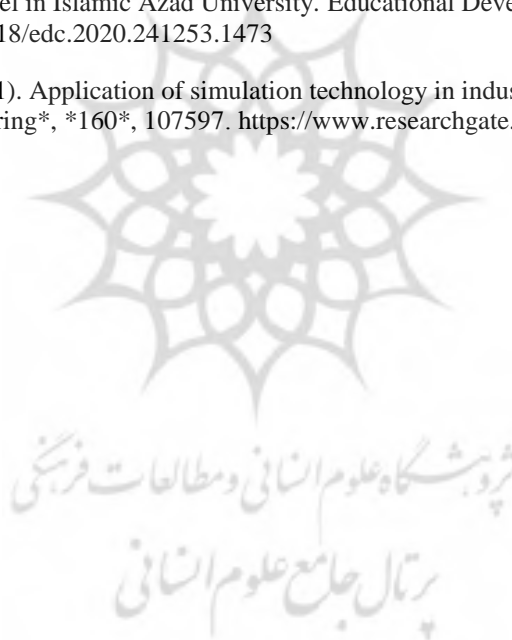 el in Islamic Azad University. Educational Deve
18/edc.2020.241253.1473
1). Application of simulation technology in indus
ring*, *160*, 107597. https://www.researchgate.
پژوهشگاه علوم انسانی و مطالعات فرهنگی
پرتال جامع علوم انسانی